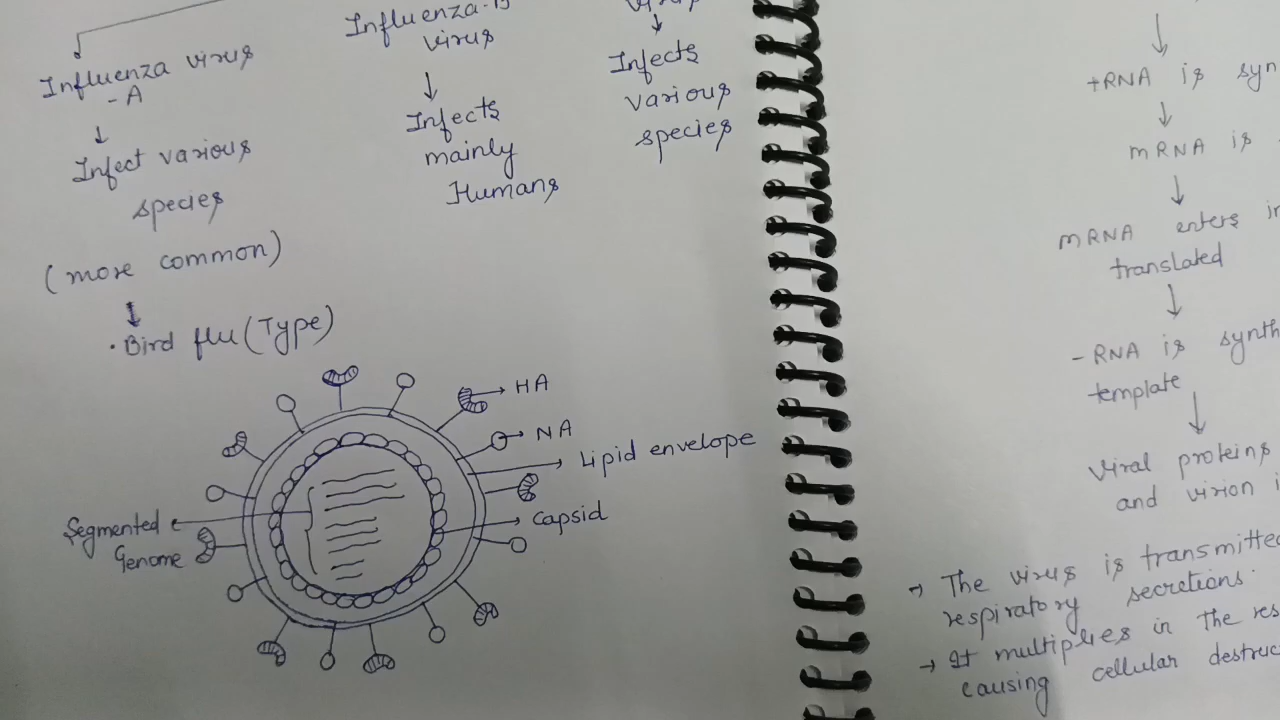 Influenza virus
- A
Infect various
species
(more common)
• Bird flu (Type)
Influenza-B
virus
Infects
mainly
Humans
virus
Infects
various
species
HA
NA
Lipid envelope
capsid
Segmented
Genome
+RNA is
mRNA is
mRNA enters
translated
-RNA is
template
Viral proteins
and virion
→ The virus is transmitted
respiratory secretions.
→ It multiplies in the
causing cellular